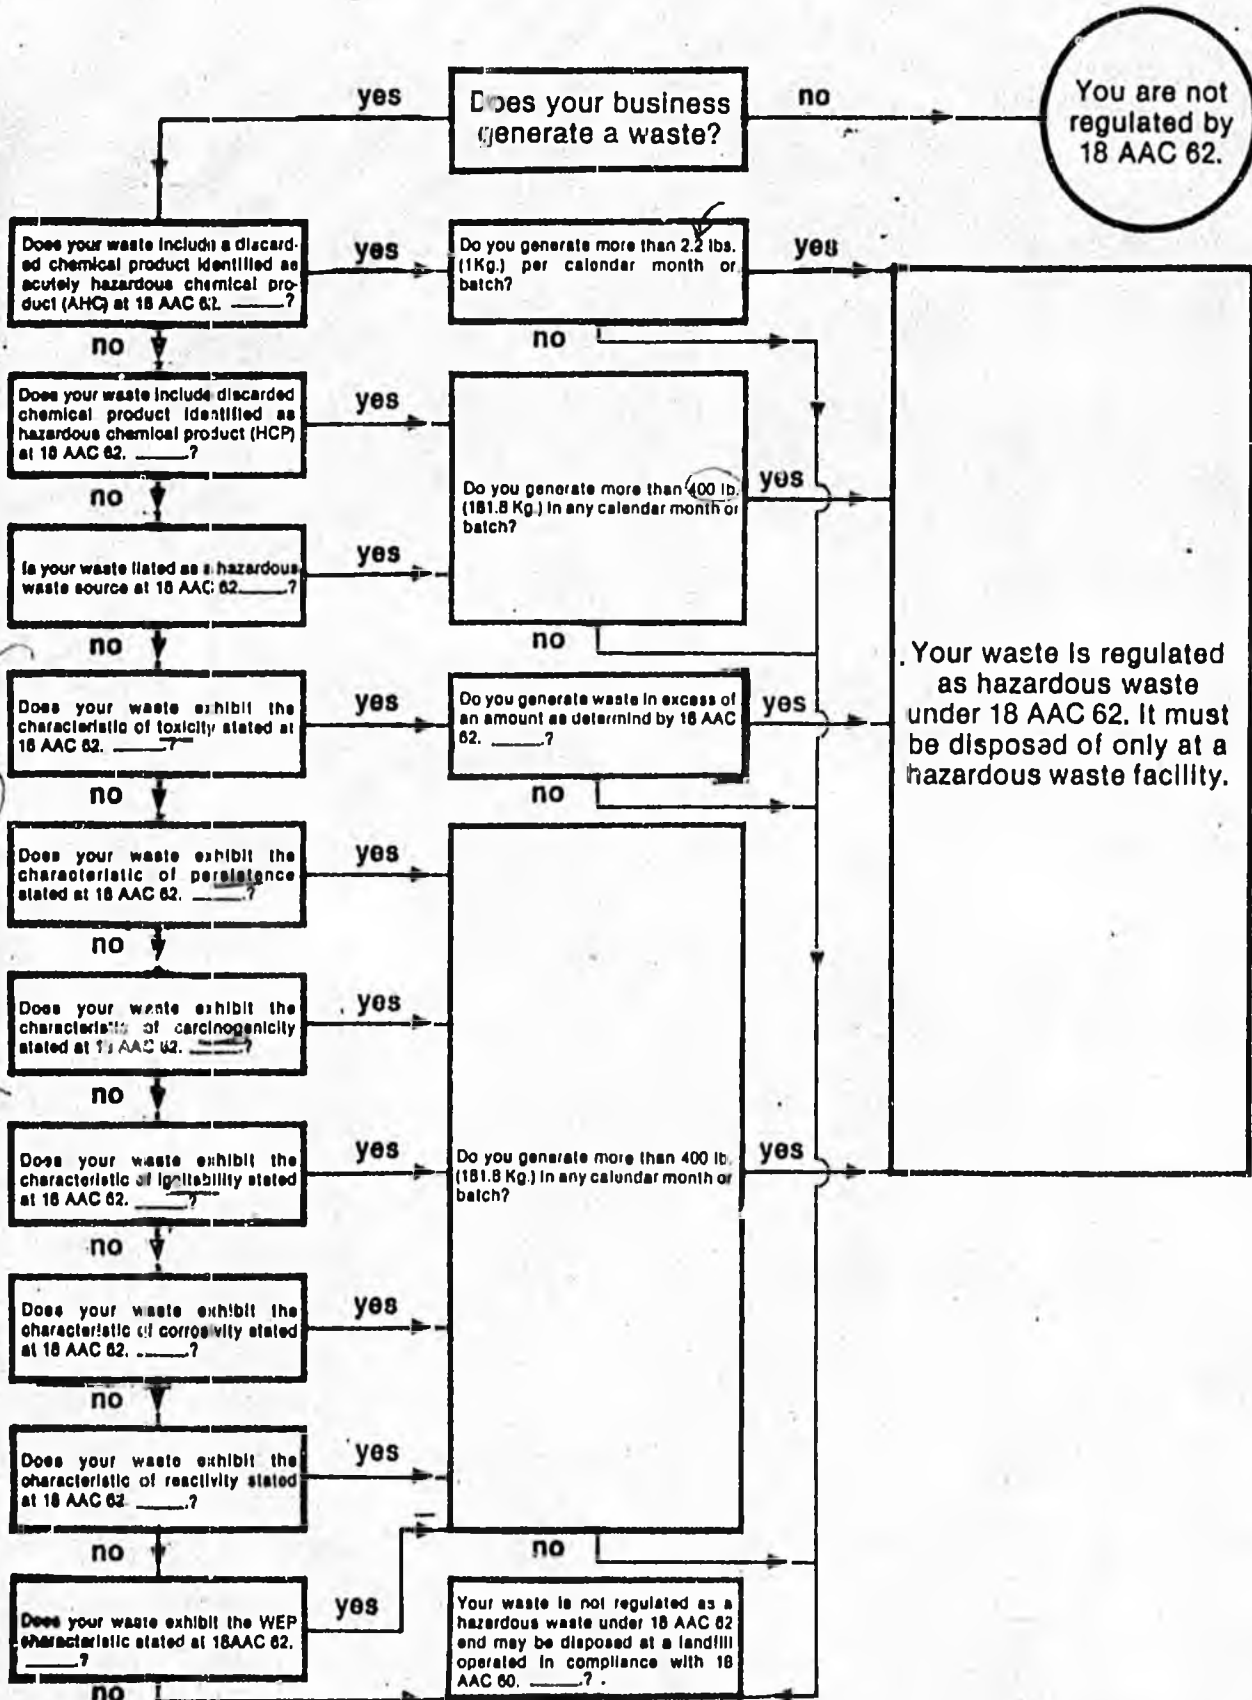 yes
Does your business
generate a waste?
no
You are not
regulated by
18 AAC 62.
Does your waste include a discard-
ed chemical product identified as
acutely hazardous chemical pro-
duct (AHC) at 18 AAC 62. _____?
yes
Do you generate more than 2.2 lbs.
(1Kg.) per calendar month or
batch?
yes
no
no
Does your waste include discarded
chemical product identified as
hazardous chemical product (HCP)
at 18 AAC 62. _____?
yes
Do you generate more than 400 lb.
(181.8 Kg.) in any calendar month or
batch?
yes
no
Is your waste listed as a hazardous
waste source at 18 AAC 62_____?
yes
no
no
Your waste is regulated
as hazardous waste
under 18 AAC 62. It must
be disposed of only at a
hazardous waste facility.
Does your waste exhibit the
characteristic of toxicity stated at
18 AAC 62. _____?
yes
Do you generate waste in excess of
an amount as determind by 18 AAC
62. _____?
yes
no
no
Does your waste exhibit the
characteristic of persistence
stated at 18 AAC 62. _____?
yes
no
Does your waste exhibit the
characteristic of carcinogenicity
stated at 18 AAC 62. _____?
yes
no
Does your waste exhibit the
characteristic of ignitability stated
at 18 AAC 62. _____?
yes
Do you generate more than 400 lb.
(181.8 Kg.) in any calendar month or
batch?
yes
no
Does your waste exhibit the
characteristic of corrosivity stated
at 18 AAC 62. _____?
yes
no
Does your waste exhibit the
characteristic of reactivity stated
at 18 AAC 62 _____?
yes
no
no
Does your waste exhibit the WEP
characteristic stated at 18AAC 62.
_____?
yes
Your waste is not regulated as a
hazardous waste under 18 AAC 62
and may be disposed at a landfill
operated in compliance with 18
AAC 60. _____? .
no